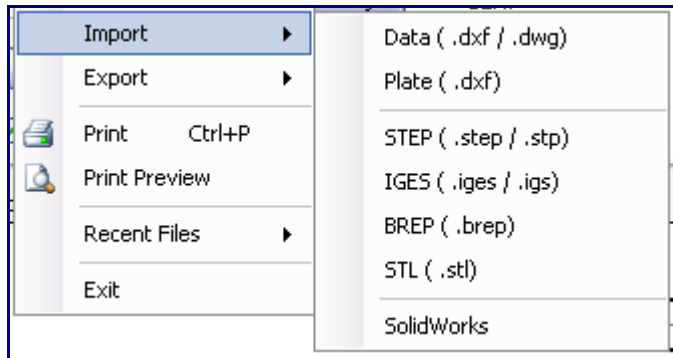 Import
Export
Print Ctrl+P
Print Preview
Recent Files
Exit
Data ( .dxf / .dwg)
Plate ( .dxf)
STEP ( .step / .stp)
IGES ( .iges / .igs)
BREP ( .brep)
STL ( .stl)
SolidWorks